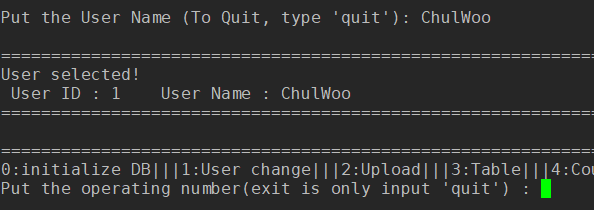 Put the User Name (To Quit, type 'quit'): ChulWoo
==============================================================
User selected!
 User ID : 1    User Name : ChulWoo
==============================================================
==============================================================
0:initialize DB|||1:User change|||2:Upload|||3:Table|||4:Cou
Put the operating number(exit is only input 'quit') :